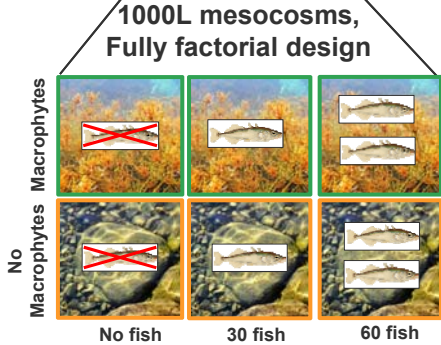 1000L mesocosms,
Fully factorial design
Macrophytes
No
Macrophytes
No fish
30 fish
60 fish